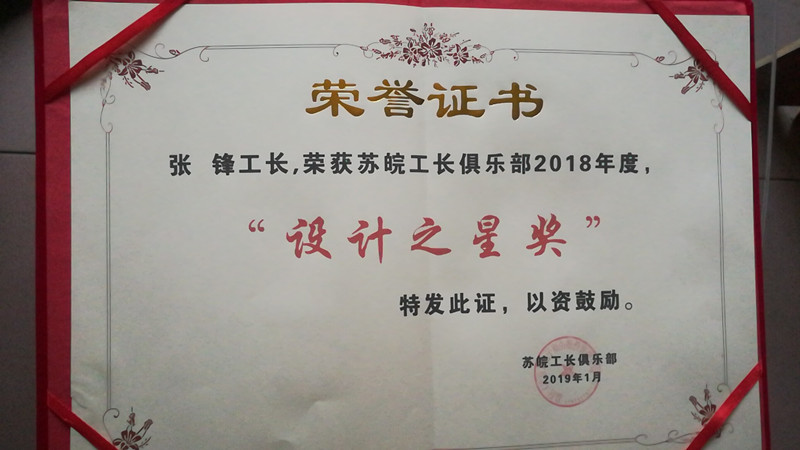 荣誉证书
张 锋工长,荣获苏皖工长俱乐部2018年度，
“设计之星奖”
特发此证，以资鼓励。
苏皖工长俱乐部
2019年1月